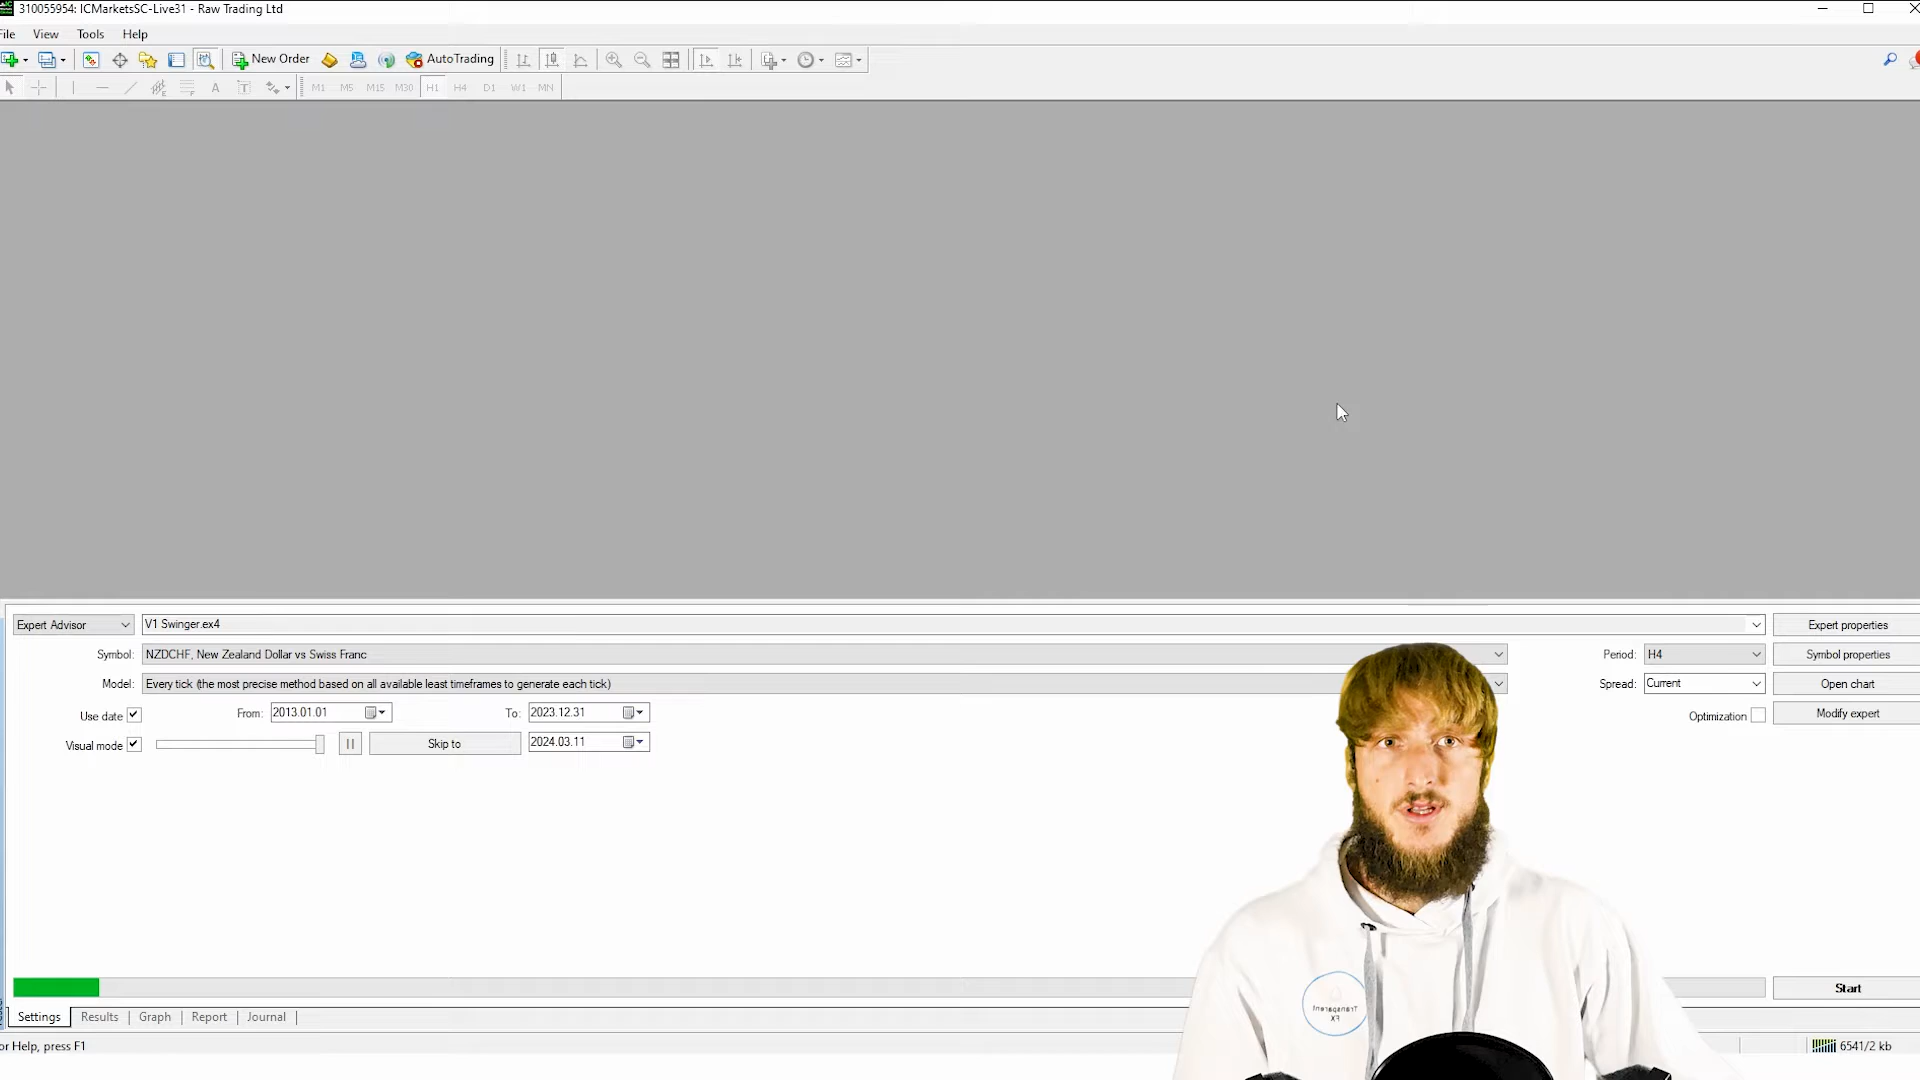 310055954: ICMarketsSC-Live31 - Raw Trading Ltd
File View Tools Help
New Order AutoTrading
A T M1 M5 M15 M30 H1 H4 D1 W1 MN
Expert Advisor V1 Swinger.ex4 Expert properties
Symbol: NZDCHF, New Zealand Dollar vs Swiss Franc Period: H4 Symbol properties
Model: Every tick (the most precise method based on all available least timeframes to generate each tick) Spread: Current Open chart
Use date From: 2013.01.01 To: 2023.12.31 Optimization Modify expert
Visual mode Skip to 2024.03.11
Start
Transparent
FX
Settings Results Graph Report Journal
or Help, press F1 6541/2 kb